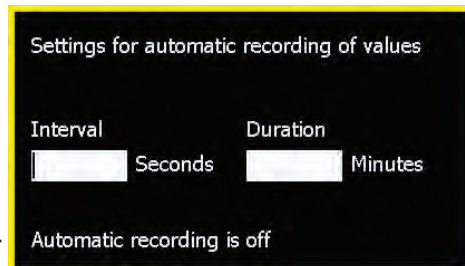 Settings for automatic recording of values
Interval Duration
Seconds Minutes
Automatic recording is off